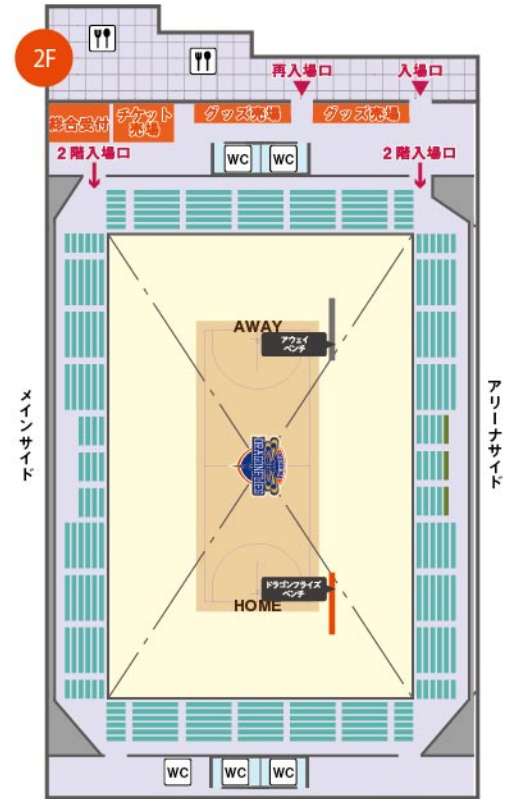 2F
再入場口
入場口
総合受付
チケット
売場
グッズ売場
グッズ売場
2階入場口
2階入場口
WC
WC
AWAY
アウェイ
ベンチ
メインサイド
アリーナサイド
DRAGONFLIES
ドラゴンフライズ
ベンチ
HOME
WC
WC
WC